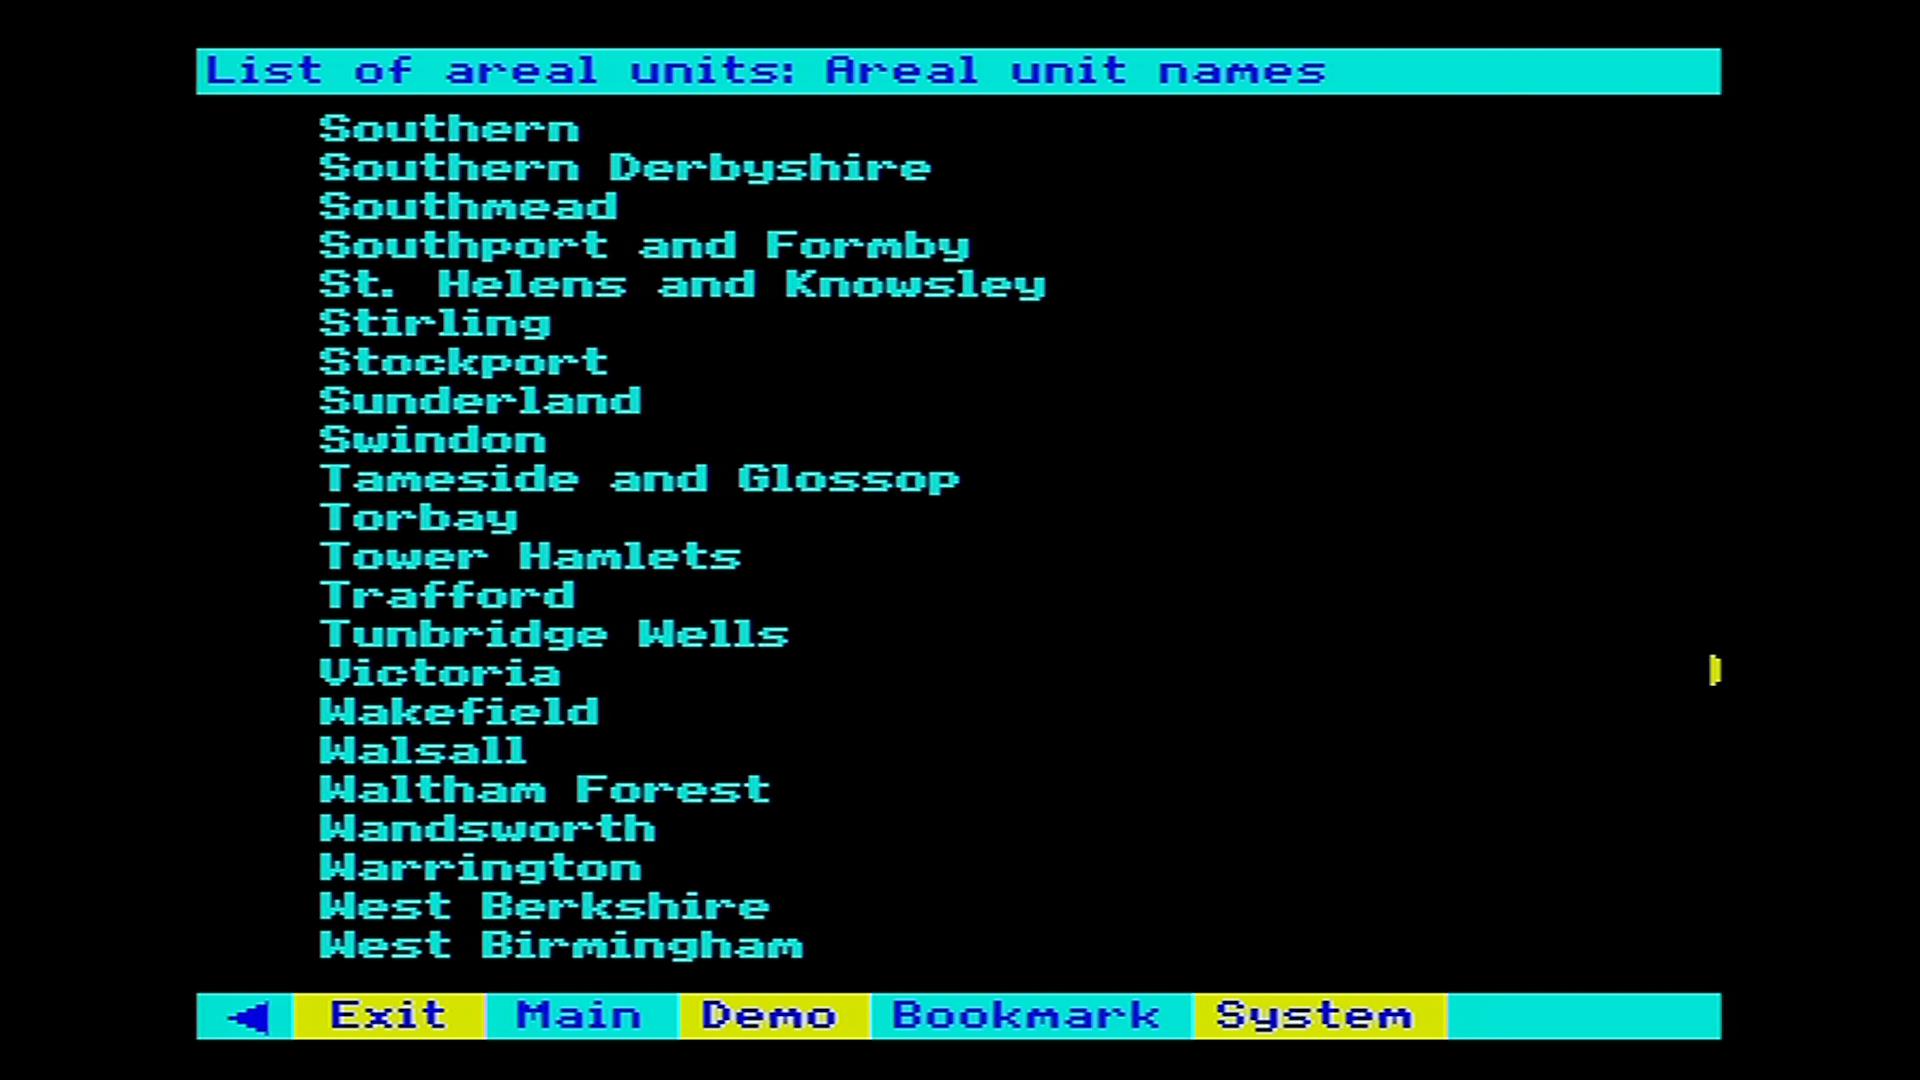 List of areal units: Areal unit names
Southern
Southern Derbyshire
Southmead
Southport and Formby
St. Helens and Knowsley
Stirling
Stockport
Sunderland
Swindon
Tameside and Glossop
Torbay
Tower Hamlets
Trafford
Tunbridge Wells
Victoria
Wakefield
Walsall
Waltham Forest
Wandsworth
Warrington
West Berkshire
West Birmingham
Exit Main Demo Bookmark System